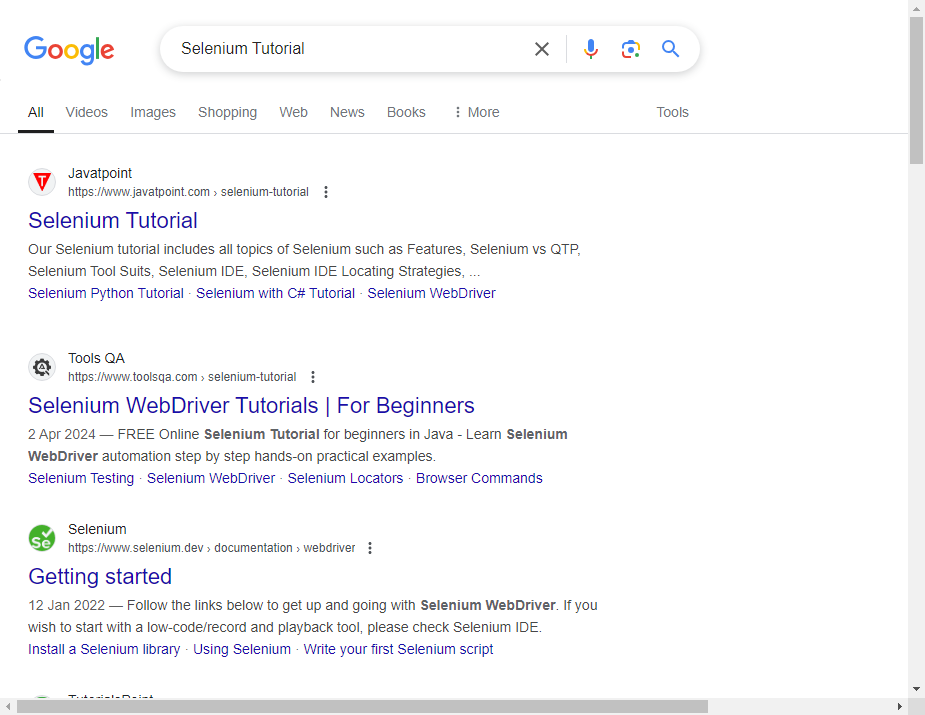 Google
Selenium Tutorial
All Videos Images Shopping Web News Books More Tools
Javatpoint
https://www.javatpoint.com › selenium-tutorial
Selenium Tutorial
Our Selenium tutorial includes all topics of Selenium such as Features, Selenium vs QTP,
Selenium Tool Suits, Selenium IDE, Selenium IDE Locating Strategies, ...
Selenium Python Tutorial · Selenium with C# Tutorial · Selenium WebDriver
Tools QA
https://www.toolsqa.com › selenium-tutorial
Selenium WebDriver Tutorials | For Beginners
2 Apr 2024 — FREE Online Selenium Tutorial for beginners in Java - Learn Selenium
WebDriver automation step by step hands-on practical examples.
Selenium Testing · Selenium WebDriver · Selenium Locators · Browser Commands
Se
Selenium
https://www.selenium.dev › documentation › webdriver
Getting started
12 Jan 2022 — Follow the links below to get up and going with Selenium WebDriver. If you
wish to start with a low-code/record and playback tool, please check Selenium IDE.
Install a Selenium library · Using Selenium · Write your first Selenium script
TutorialsPoint